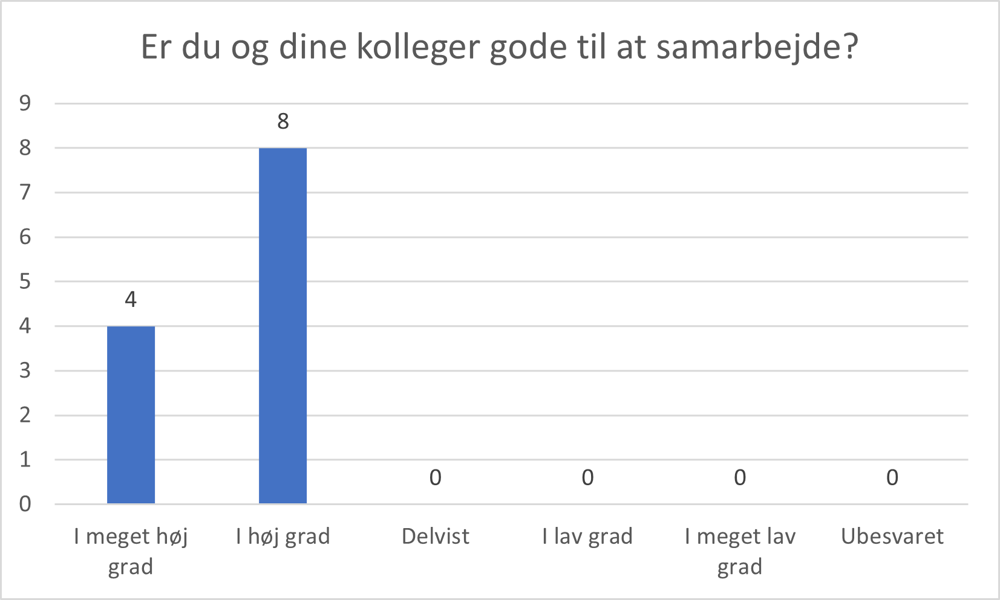 Er du og dine kolleger gode til at samarbejde?
9
8
7
6
5
4
3
2
1
0
4
8
0
0
0
0
I meget høj
grad
I høj grad
Delvist
I lav grad
I meget lav
grad
Ubesvaret